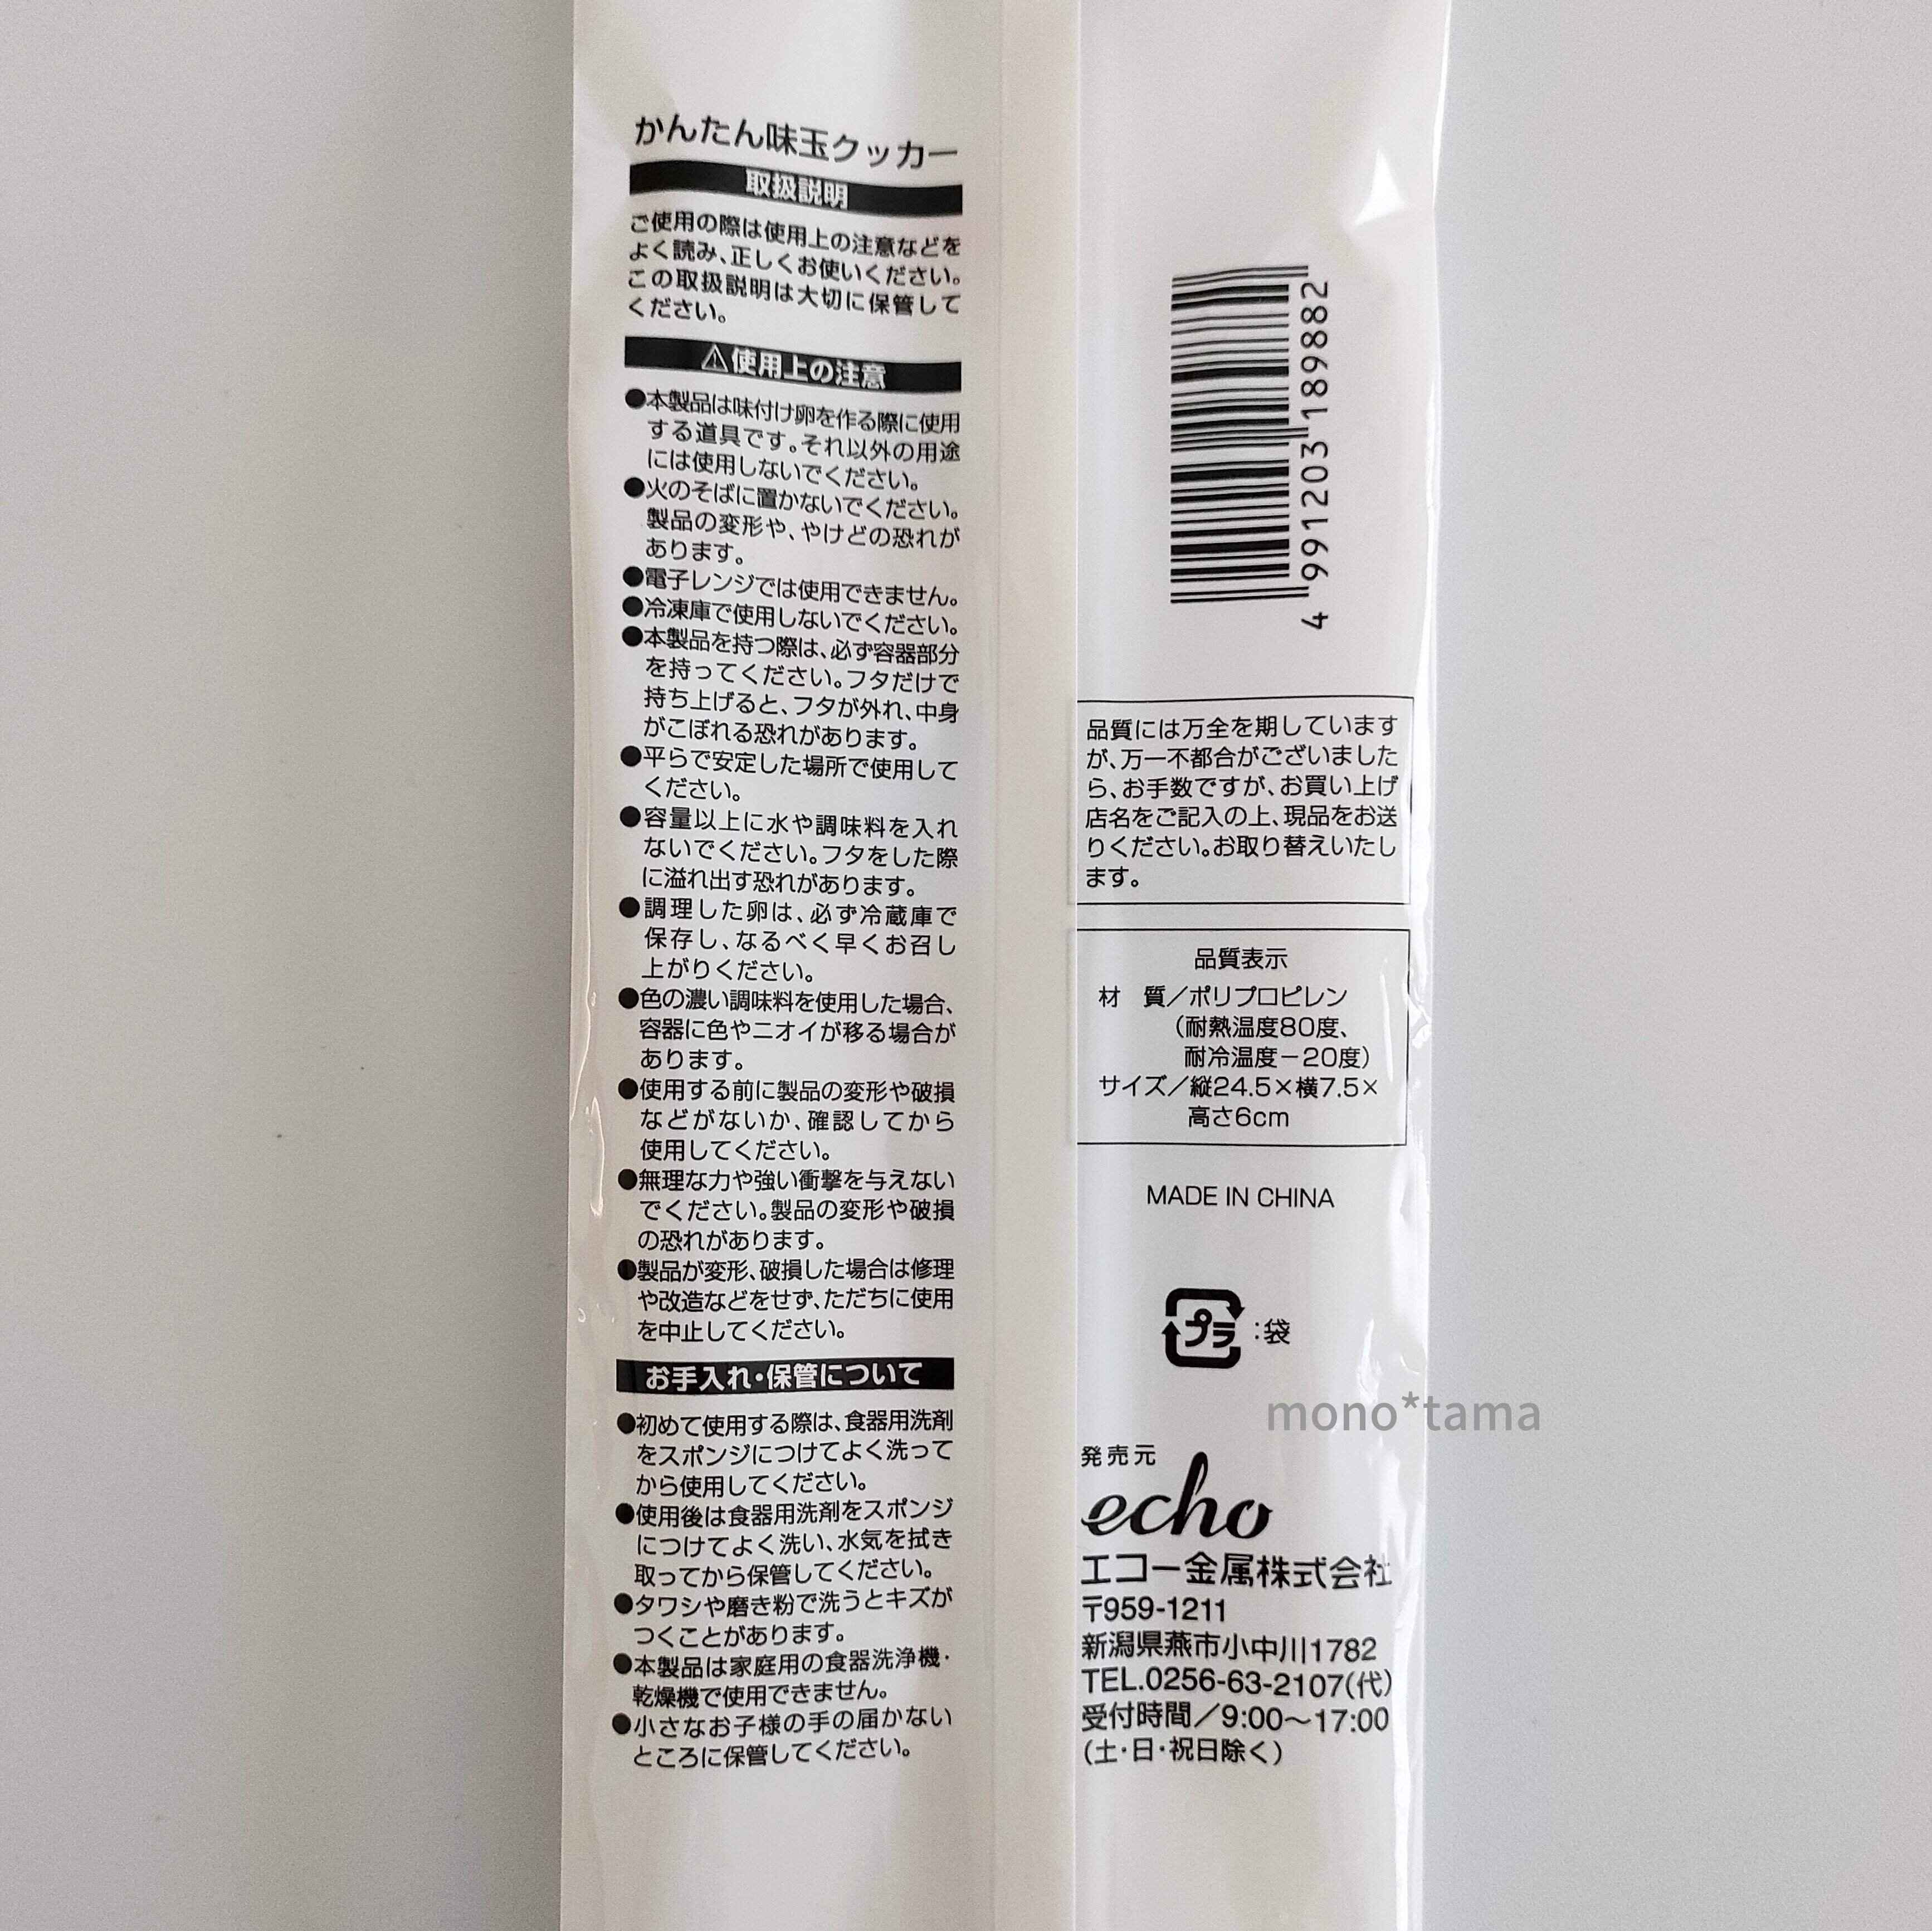 かんたん味玉クッカー
取扱説明
ご使用の際は使用上の注意などを
よく読み、正しくお使いください。
この取扱説明は大切に保管して
ください。
⚠使用上の注意
●本製品は味付け卵を作る際に使用
する道具です。それ以外の用途
には使用しないでください。
●火のそばに置かないでください。
製品の変形や、やけどの恐れが
あります。
●電子レンジでは使用できません。
●冷凍庫で使用しないでください。
●本製品を持つ際は、必ず容器部分
を持ってください。フタだけで
持ち上げると、フタが外れ、中身
がこぼれる恐れがあります。
●平らで安定した場所で使用して
ください。
●容量以上に水や調味料を入れ
ないでください。フタをした際
に溢れ出す恐れがあります。
●調理した卵は、必ず冷蔵庫で
保存し、なるべく早くお召し
上がりください。
●色の濃い調味料を使用した場合、
容器に色やニオイが移る場合が
あります。
●使用する前に製品の変形や破損
などがないか、確認してから
使用してください。
●無理な力や強い衝撃を与えない
でください。製品の変形や破損
の恐れがあります。
●製品が変形、破損した場合は修理
や改造などをせず、ただちに使用
を中止してください。
お手入れ・保管について
●初めて使用する際は、食器用洗剤
をスポンジにつけてよく洗って
から使用してください。
●使用後は食器用洗剤をスポンジ
につけてよく洗い、水気を拭き
取ってから保管してください。
●タワシや磨き粉で洗うとキズが
つくことがあります。
●本製品は家庭用の食器洗浄機・
乾燥機で使用できません。
●小さなお子様の手の届かない
ところに保管してください。
4 991203 189882
品質には万全を期しています
が、万一不都合がございました
ら、お手数ですが、お買い上げ
店名をご記入の上、現品をお送
りください。お取り替えいたし
ます。
品質表示
材　質／ポリプロピレン
（耐熱温度80度、
耐冷温度－20度）
サイズ／縦24.5×横7.5×
高さ6cm
MADE IN CHINA
プラ:袋
mono*tama
発売元
echo
エコー金属株式会社
〒959-1211
新潟県燕市小中川1782
TEL.0256-63-2107(代)
受付時間／9:00～17:00
(土・日・祝日除く)